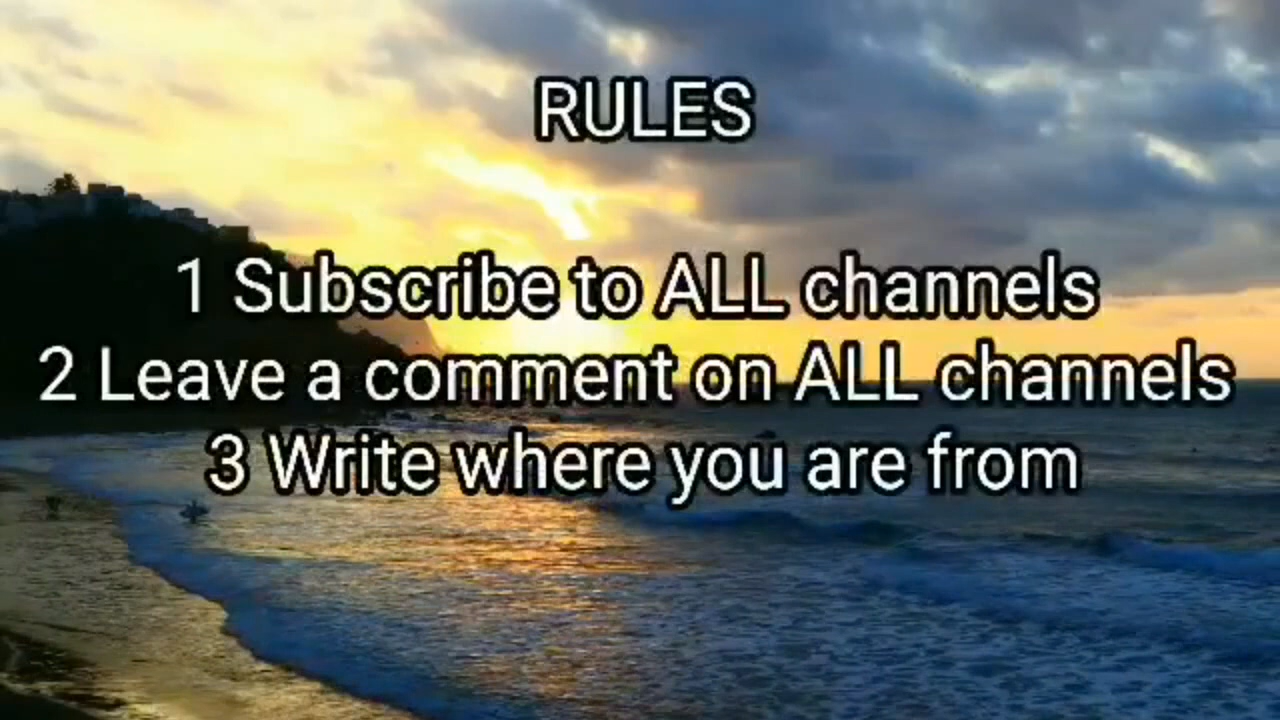 RULES
1 Subscribe to ALL channels
2 Leave a comment on ALL channels
3 Write where you are from